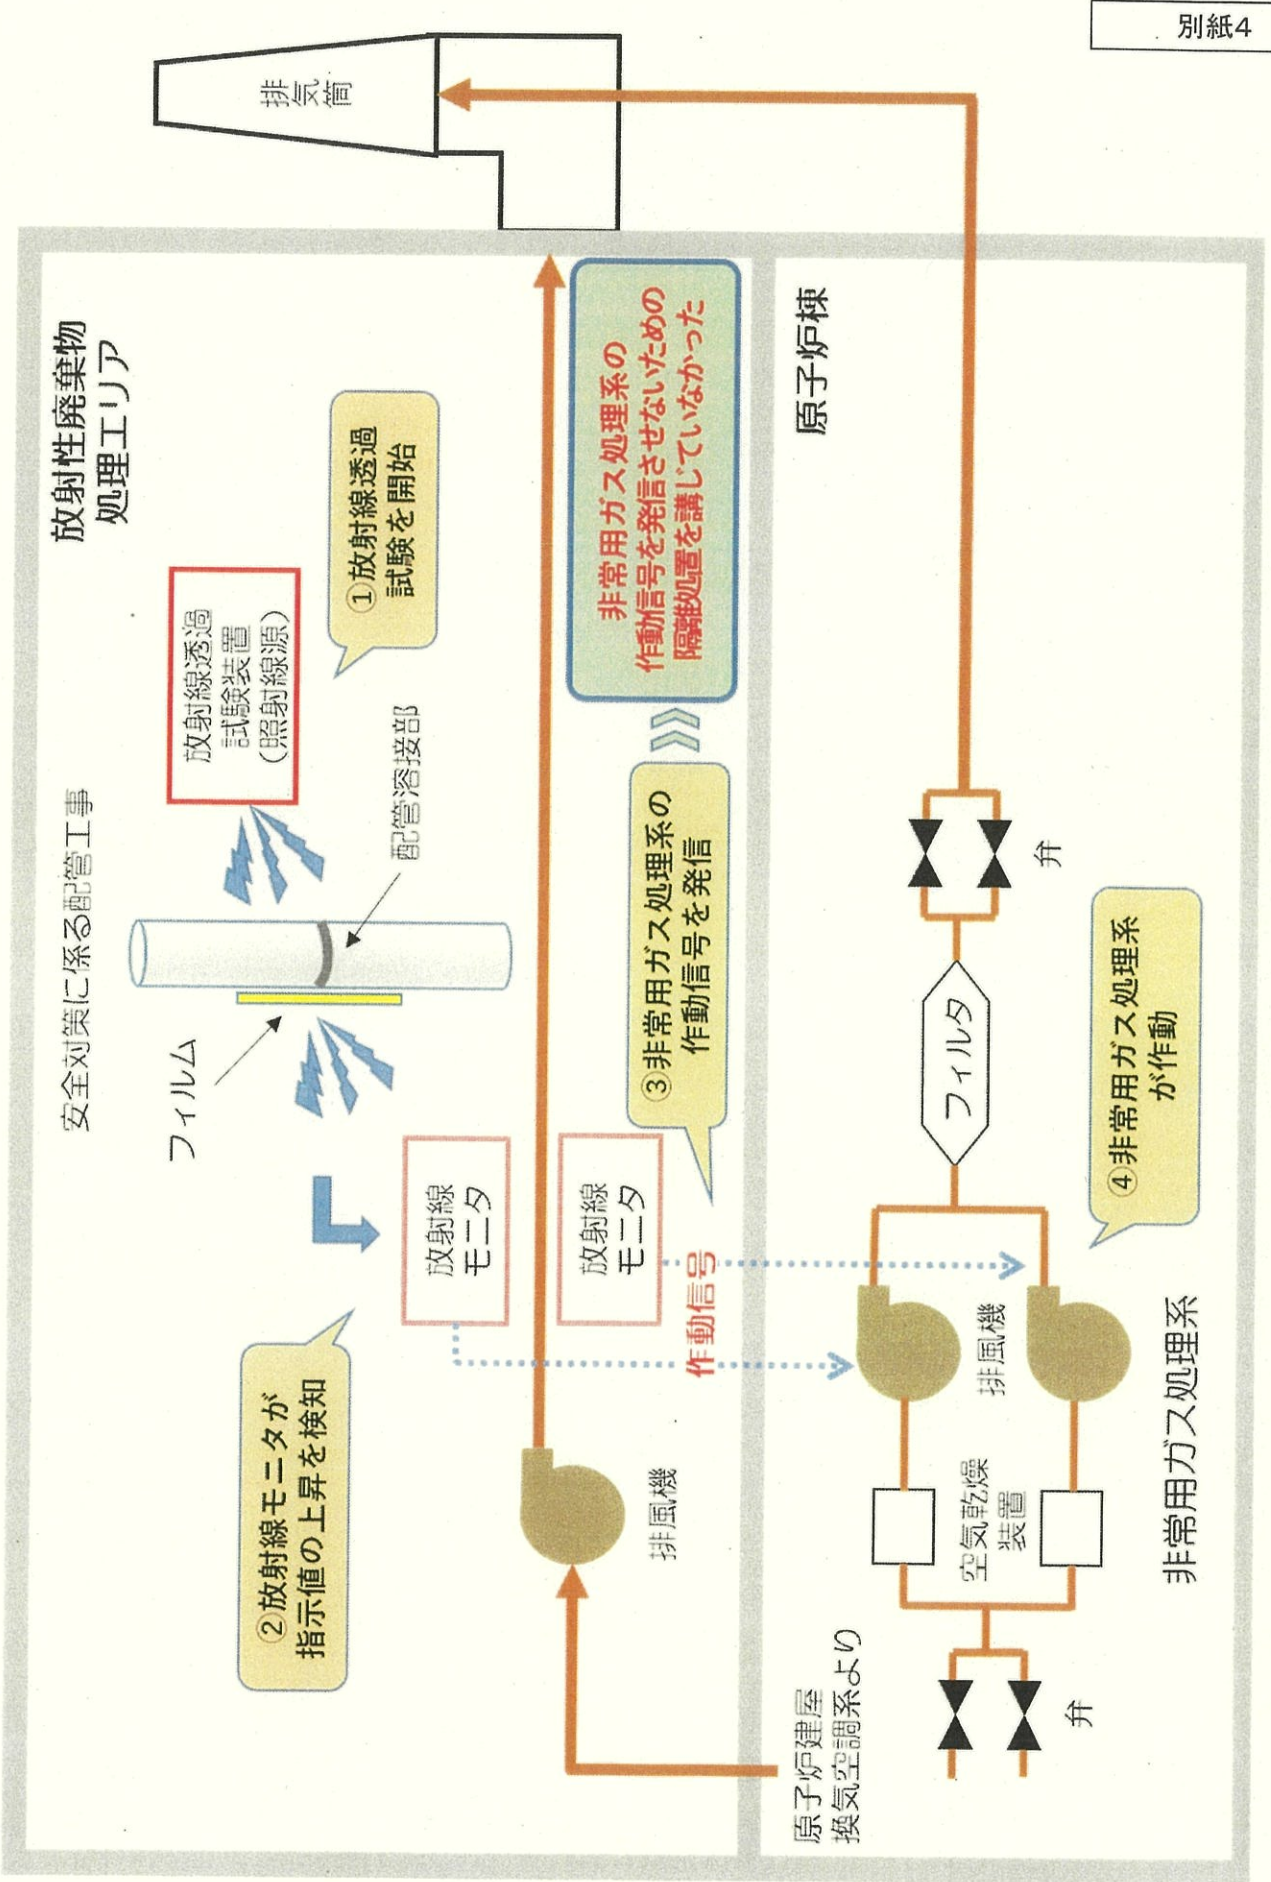 別紙4
安全対策に係る配管工事
放射性廃棄物
処理エリア
排
気
筒
フィルム
配管溶接部
放射線透過
試験装置
(照射線源)
①放射線透過
試験を開始
②放射線モニタが
指示値の上昇を検知
放射線
モニタ
放射線
モニタ
③非常用ガス処理系の
作動信号を発信
非常用ガス処理系の
作動信号を発信させないための
隔離処置を講じていなかった
作動信号
排風機
原子炉建屋
換気空調系より
原子炉棟
弁
空気乾燥
装置
排風機
フィルタ
弁
④非常用ガス処理系
が作動
非常用ガス処理系